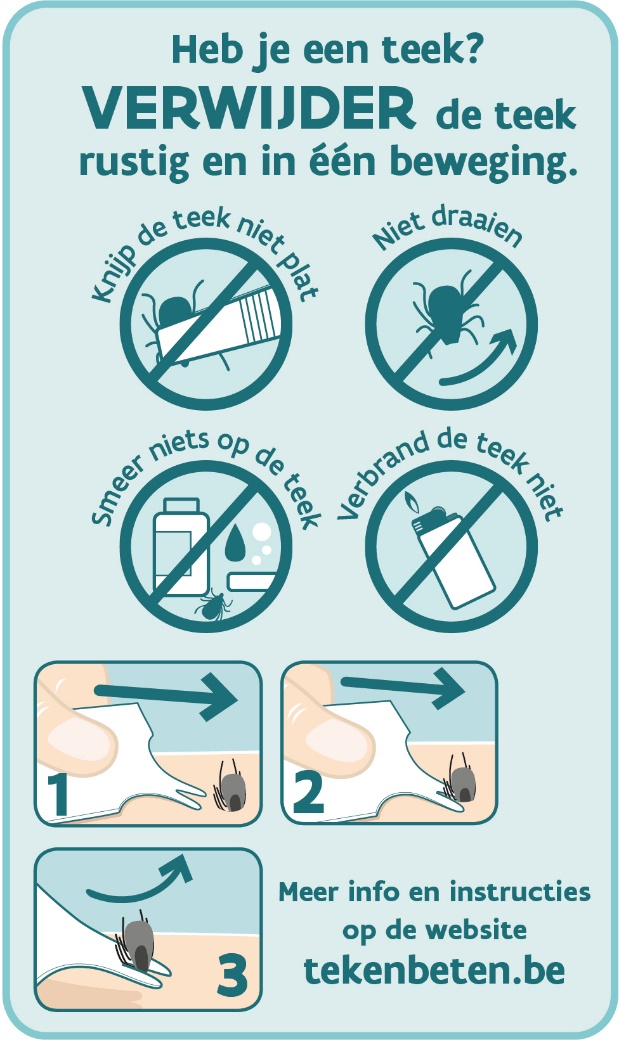 Heb je een teek?
VERWIJDER de teek
rustig en in één beweging.
Knijp de teek niet plat
Niet draaien
Smeer niets op de teek
Verbrand de teek niet
1
2
3
Meer info en instructies
op de website
tekenbeten.be